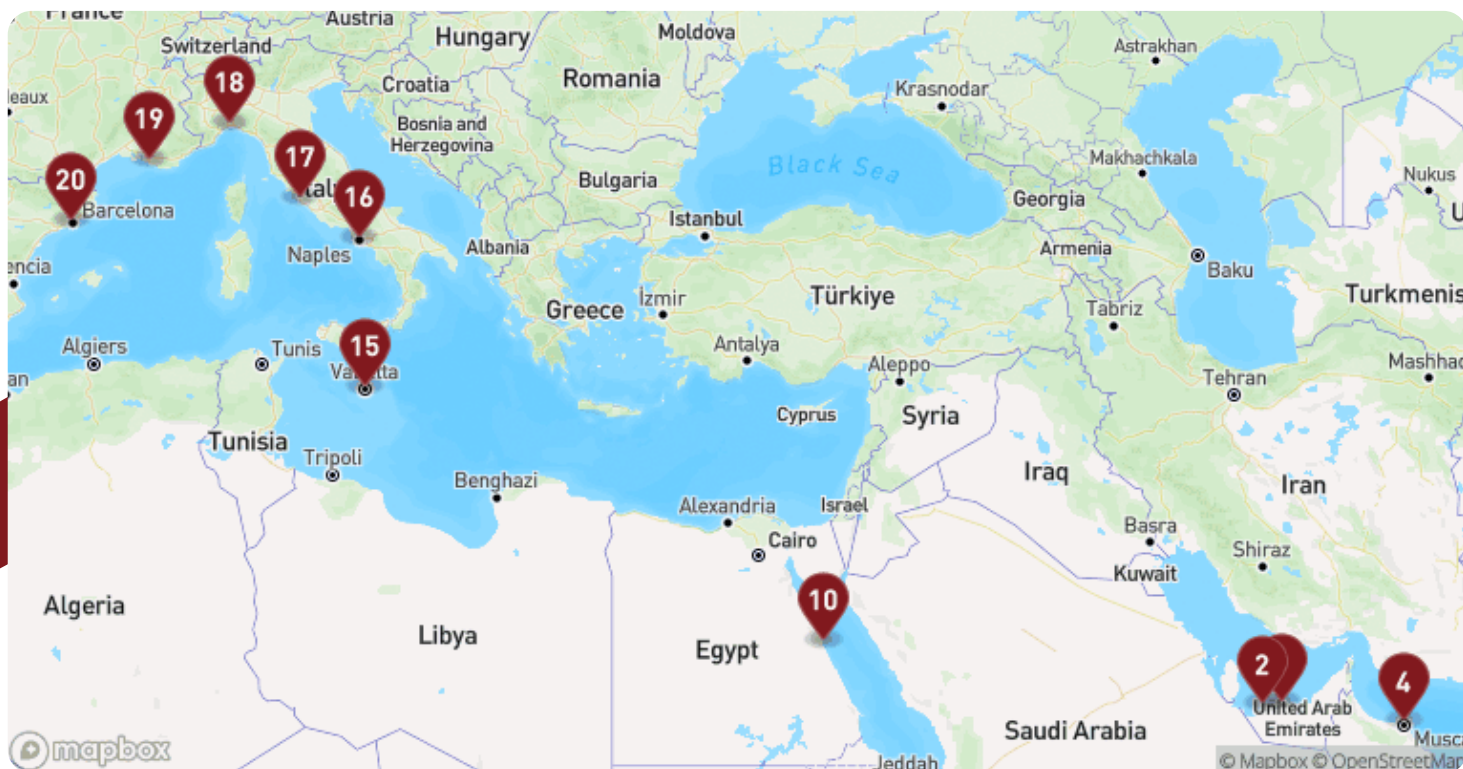 France
Austria
Switzerland
Hungary
Moldova
Astrakhan
18
Croatia
Romania
Krasnodar
19
Bosnia and
Herzegovina
17
Black Sea
Makhachkala
20
16
Bulgaria
Nukus
Georgia
Barcelona
Istanbul
Albania
Armenia
Naples
Baku
Greece
İzmir
Türkiye
Turkmenis
Tabriz
15
Algiers
Tunis
Antalya
Aleppo
Mashhad
Tehran
Cyprus
Syria
Tunisia
Tripoli
Iraq
Benghazi
Iran
Alexandria
Israel
Basra
Cairo
Shiraz
Kuwait
10
Algeria
Libya
Egypt
2
4
United Arab
Emirates
Saudi Arabia
mapbox
Jeddah
© Mapbox © OpenStreetMap